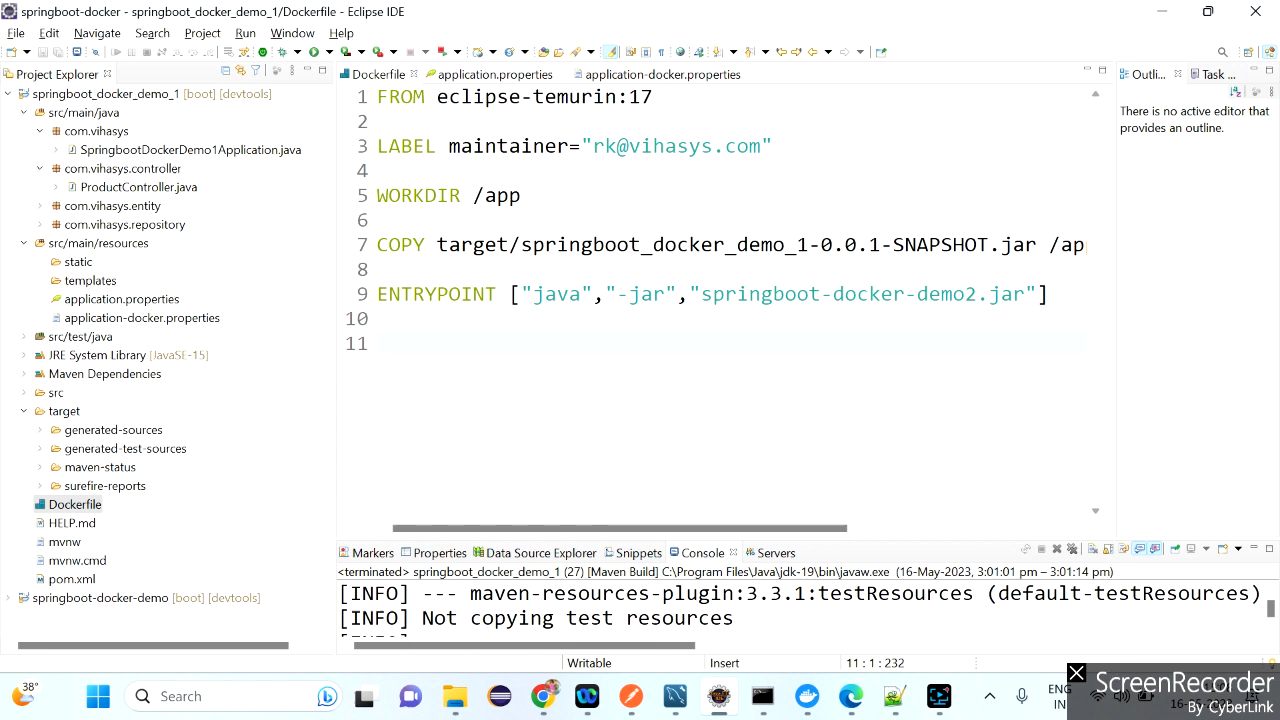 springboot-docker - springboot_docker_demo_1/Dockerfile - Eclipse IDE
File Edit Navigate Search Project Run Window Help
Project Explorer
springboot_docker_demo_1 [boot] [devtools]
src/main/java
com.vihasys
SpringbootDockerDemo1Application.java
com.vihasys.controller
ProductController.java
com.vihasys.entity
com.vihasys.repository
src/main/resources
static
templates
application.properties
application-docker.properties
src/test/java
JRE System Library [JavaSE-15]
Maven Dependencies
src
target
generated-sources
generated-test-sources
maven-status
surefire-reports
Dockerfile
HELP.md
mvnw
mvnw.cmd
pom.xml
springboot-docker-demo [boot] [devtools]
Dockerfile application.properties application-docker.properties
1 FROM eclipse-temurin:17
2
3 LABEL maintainer="rk@vihasys.com"
4
5 WORKDIR /app
6
7 COPY target/springboot_docker_demo_1-0.0.1-SNAPSHOT.jar /app
8
9 ENTRYPOINT ["java","-jar","springboot-docker-demo2.jar"]
10
11
Outli... Task ...
There is no active editor that
provides an outline.
Markers Properties Data Source Explorer Snippets Console Servers
<terminated> springboot_docker_demo_1 (27) [Maven Build] C:\Program Files\Java\jdk-19\bin\javaw.exe (16-May-2023, 3:01:01 pm – 3:01:14 pm)
[INFO] --- maven-resources-plugin:3.3.1:testResources (default-testResources)
[INFO] Not copying test resources
Writable Insert 11 : 1 : 232
38°
Search
ENG
IN
ScreenRecorder
By CyberLink